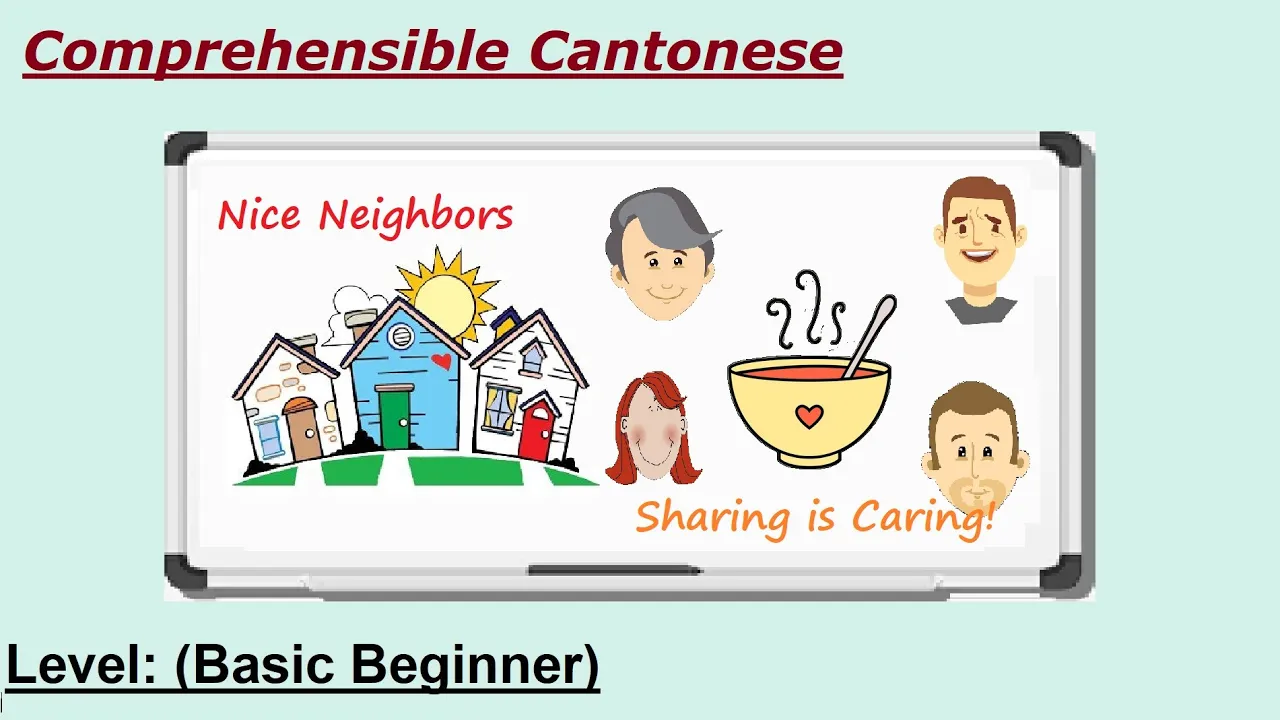 Comprehensible Cantonese
Nice Neighbors
Sharing is Caring!
Level: (Basic Beginner)